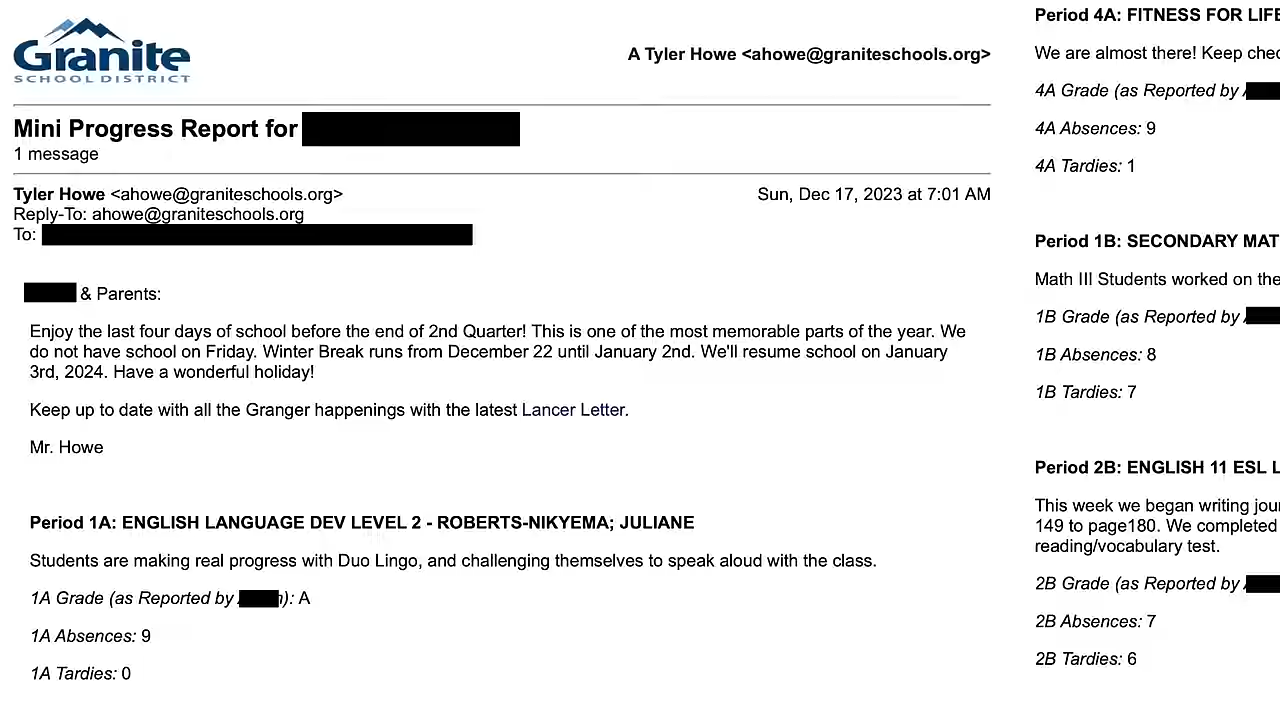 Granite
SCHOOL DISTRICT
A Tyler Howe <ahowe@graniteschools.org>
Mini Progress Report for
1 message
Tyler Howe <ahowe@graniteschools.org>
Sun, Dec 17, 2023 at 7:01 AM
Reply-To: ahowe@graniteschools.org
To:
& Parents:
Enjoy the last four days of school before the end of 2nd Quarter! This is one of the most memorable parts of the year. We
do not have school on Friday. Winter Break runs from December 22 until January 2nd. We'll resume school on January
3rd, 2024. Have a wonderful holiday!
Keep up to date with all the Granger happenings with the latest Lancer Letter.
Mr. Howe
Period 1A: ENGLISH LANGUAGE DEV LEVEL 2 - ROBERTS-NIKYEMA; JULIANE
Students are making real progress with Duo Lingo, and challenging themselves to speak aloud with the class.
1A Grade (as Reported by ): A
1A Absences: 9
1A Tardies: 0
Period 4A: FITNESS FOR LIFE
We are almost there! Keep
4A Grade (as Reported by
4A Absences: 9
4A Tardies: 1
Period 1B: SECONDARY
Math III Students worked on the
1B Grade (as Reported by
1B Absences: 8
1B Tardies: 7
Period 2B: ENGLISH 11 ESL
This week we began writing
149 to page180. We completed
reading/vocabulary test.
2B Grade (as Reported by
2B Absences: 7
2B Tardies: 6